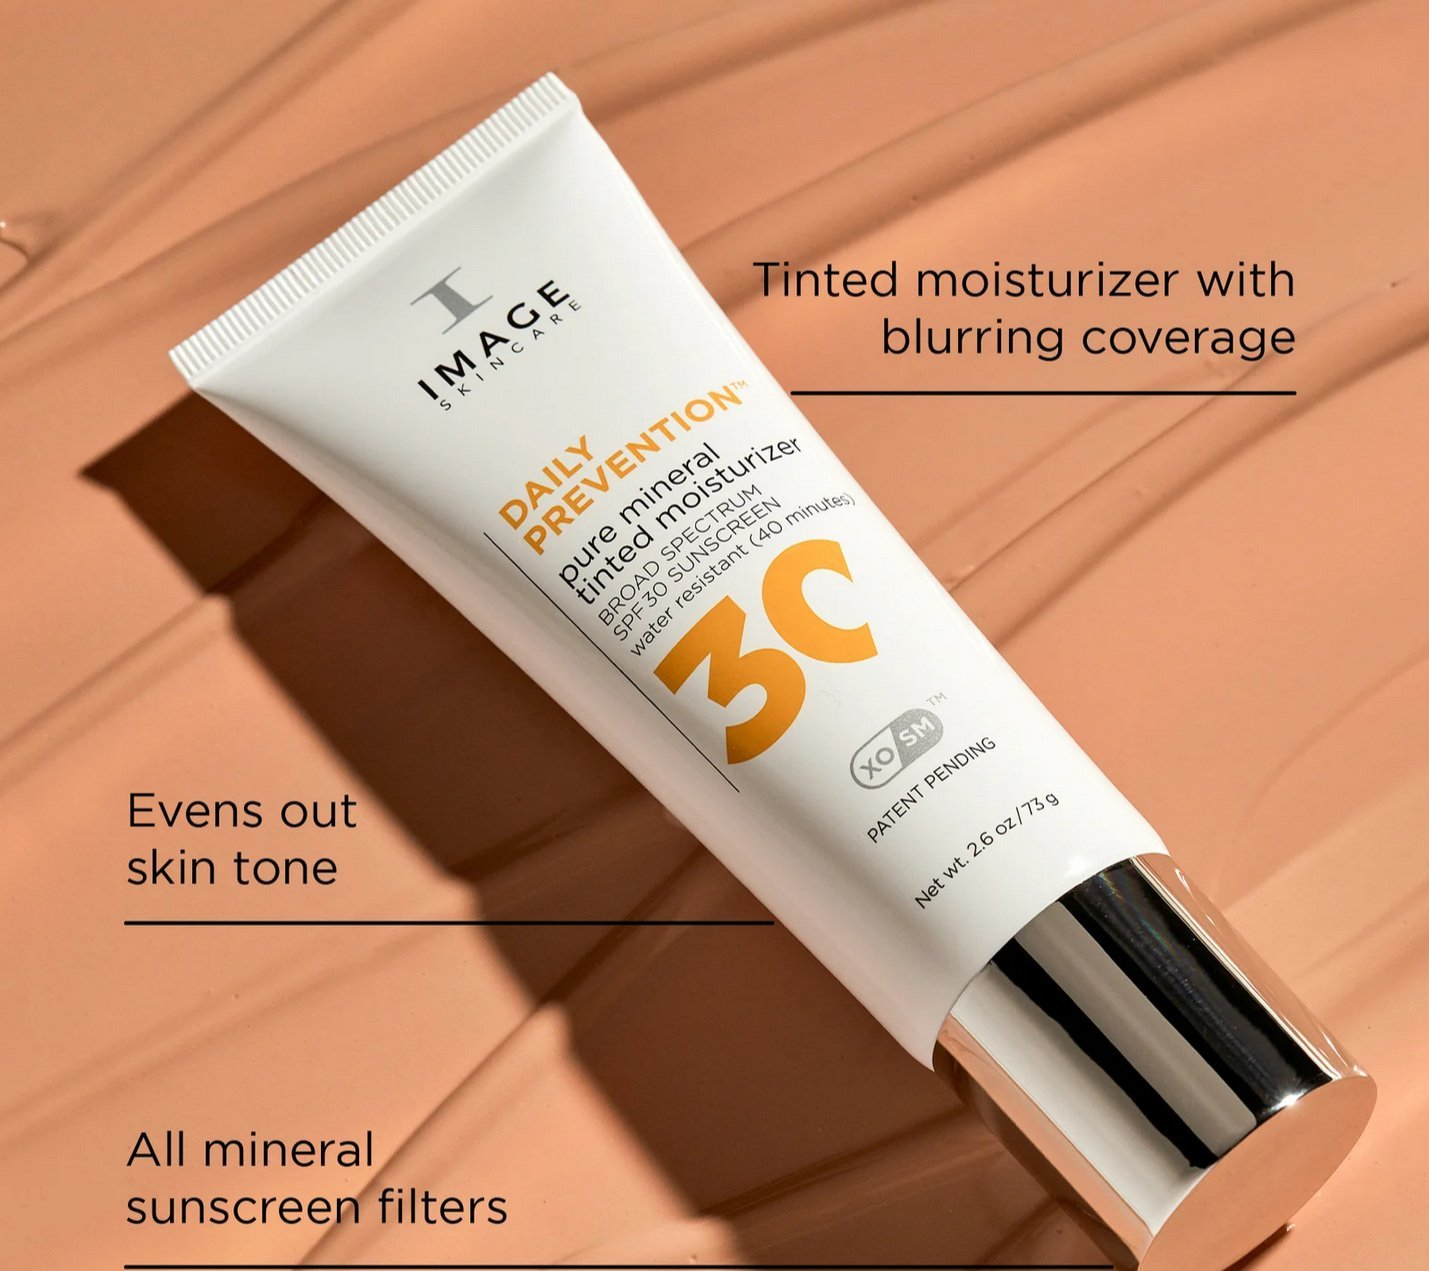 I
IMAGE
SKINCARE
Tinted moisturizer with
blurring coverage
DAILY
PREVENTION™
pure mineral
tinted moisturizer
BROAD SPECTRUM
SPF 30 SUNSCREEN
water resistant (40 minutes)
30
XO/SM™
PATENT PENDING
Net wt. 2.6 oz / 73 g
Evens out
skin tone
All mineral
sunscreen filters